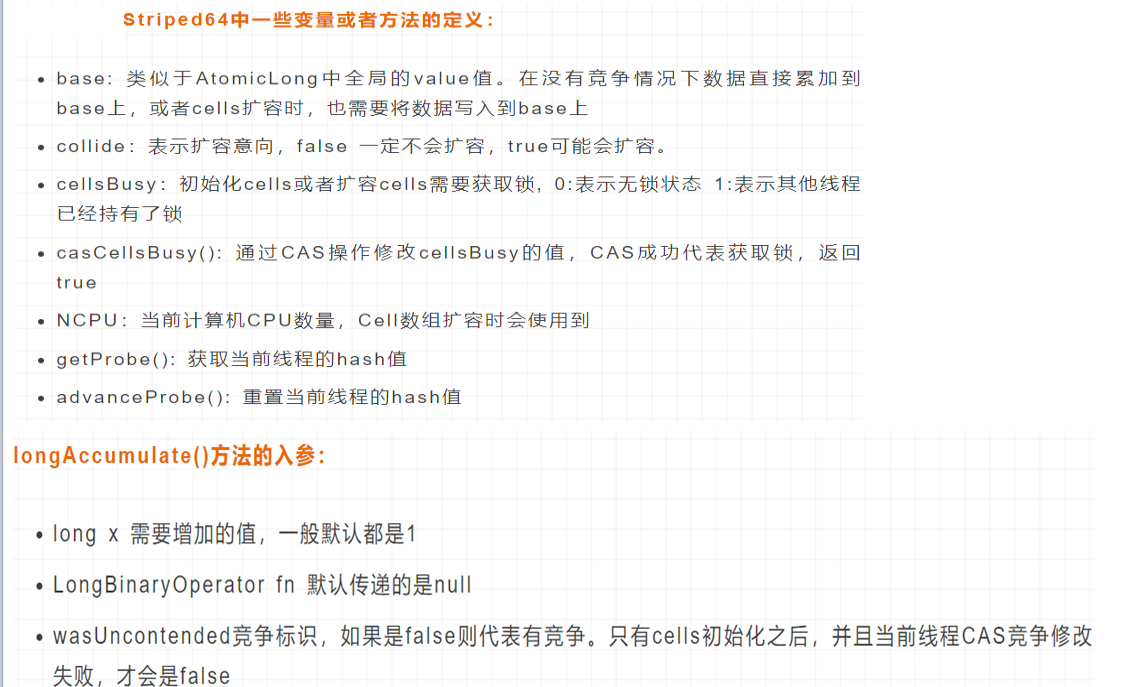 Striped64中一些变量或者方法的定义：
• base: 类似于AtomicLong中全局的value值。在没有竞争情况下数据直接累加到
base上，或者cells扩容时，也需要将数据写入到base上
• collide：表示扩容意向，false 一定不会扩容，true可能会扩容。
• cellsBusy：初始化cells或者扩容cells需要获取锁, 0:表示无锁状态 1:表示其他线程
已经持有了锁
• casCellsBusy(): 通过CAS操作修改cellsBusy的值，CAS成功代表获取锁，返回
true
• NCPU：当前计算机CPU数量，Cell数组扩容时会使用到
• getProbe(): 获取当前线程的hash值
• advanceProbe(): 重置当前线程的hash值
longAccumulate()方法的入参：
• long x 需要增加的值，一般默认都是1
• LongBinaryOperator fn 默认传递的是null
• wasUncontended竞争标识，如果是false则代表有竞争。只有cells初始化之后，并且当前线程CAS竞争修改
失败，才会是false